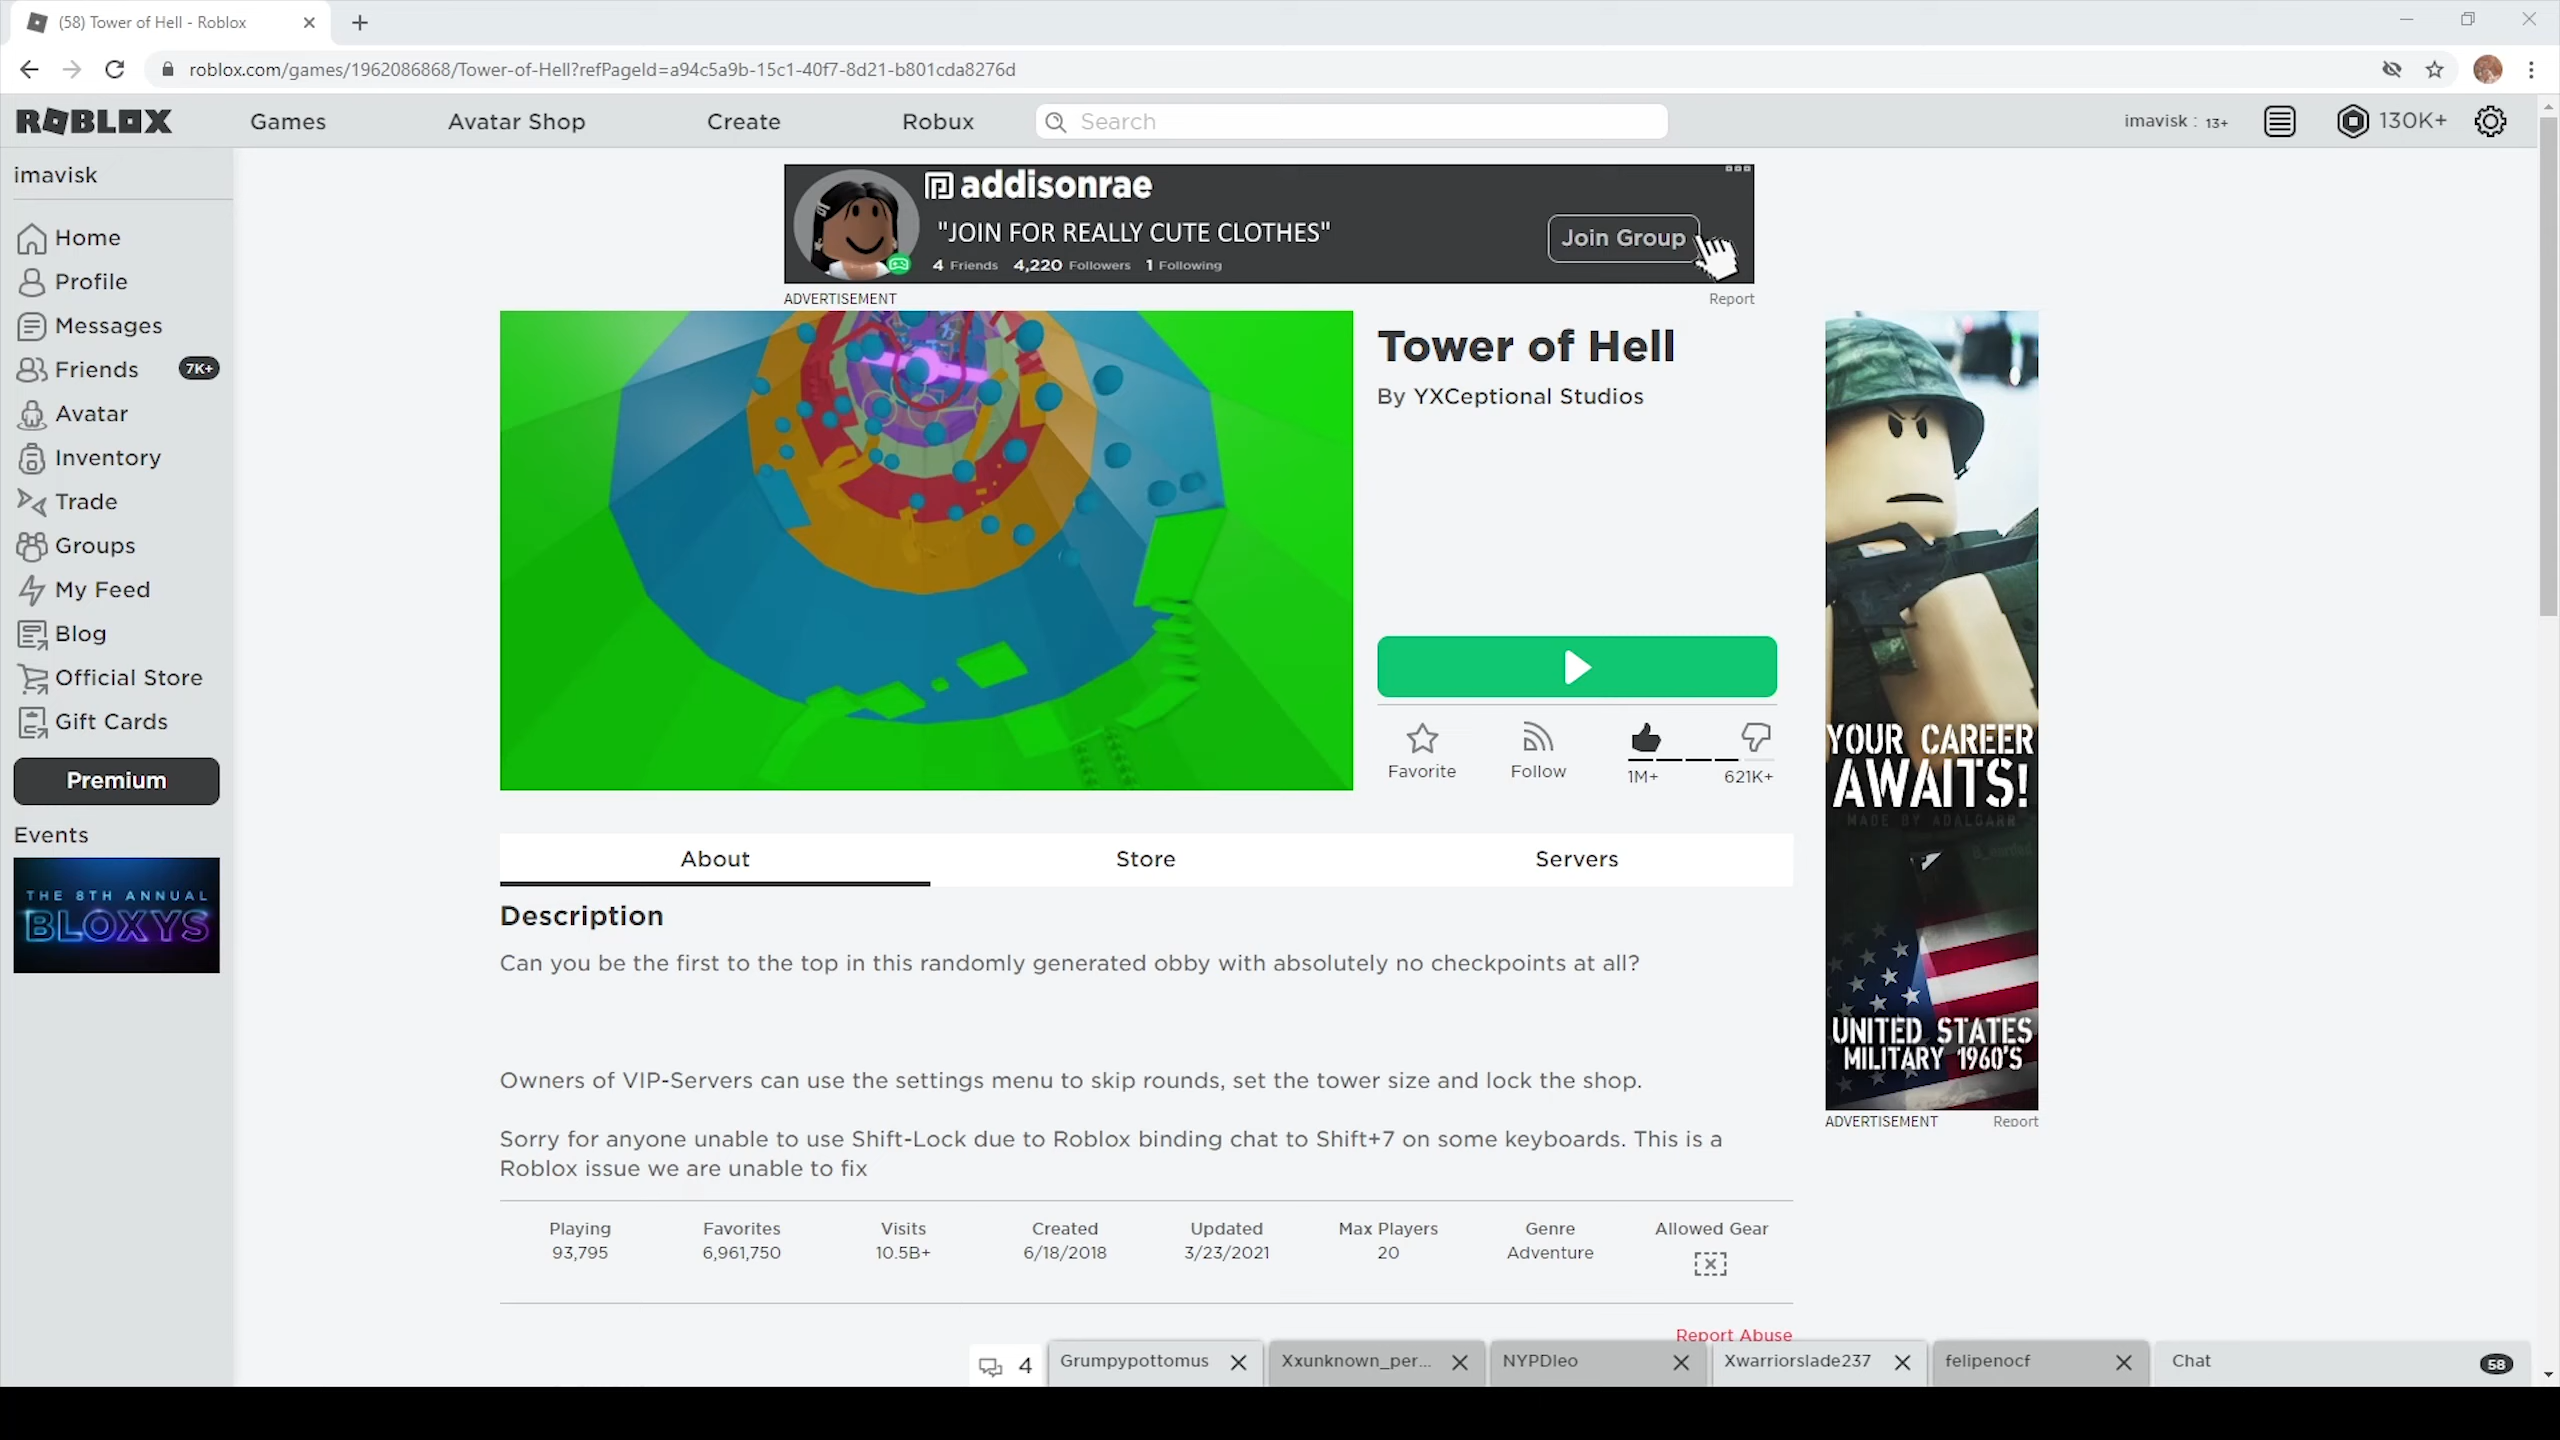 (58) Tower of Hell - Roblox
roblox.com/games/1962086868/Tower-of-Hell?refPageId=a94c5a9b-15c1-40f7-8d21-b801cda8276d
ROBLOX
Games
Avatar Shop
Create
Robux
Search
imavisk : 13+
130K+
imavisk
Home
Profile
Messages
Friends
7K+
Avatar
Inventory
Trade
Groups
My Feed
Blog
Official Store
Gift Cards
Premium
Events
THE 8TH ANNUAL
BLOXYS
addisonrae
"JOIN FOR REALLY CUTE CLOTHES"
4 Friends 4,220 Followers 1 Following
Join Group
ADVERTISEMENT
Report
Tower of Hell
By YXCeptional Studios
Favorite
Follow
1M+
621K+
About
Store
Servers
Description
Can you be the first to the top in this randomly generated obby with absolutely no checkpoints at all?
Owners of VIP-Servers can use the settings menu to skip rounds, set the tower size and lock the shop.
Sorry for anyone unable to use Shift-Lock due to Roblox binding chat to Shift+7 on some keyboards. This is a
Roblox issue we are unable to fix
Playing
93,795
Favorites
6,961,750
Visits
10.5B+
Created
6/18/2018
Updated
3/23/2021
Max Players
20
Genre
Adventure
Allowed Gear
Report Abuse
YOUR CAREER
AWAITS!
MADE BY ADALGARR
UNITED STATES
MILITARY 1960'S
ADVERTISEMENT
Report
4
Grumpypottomus
Xxunknown_per...
NYPDleo
Xwarriorslade237
felipenocf
Chat
58